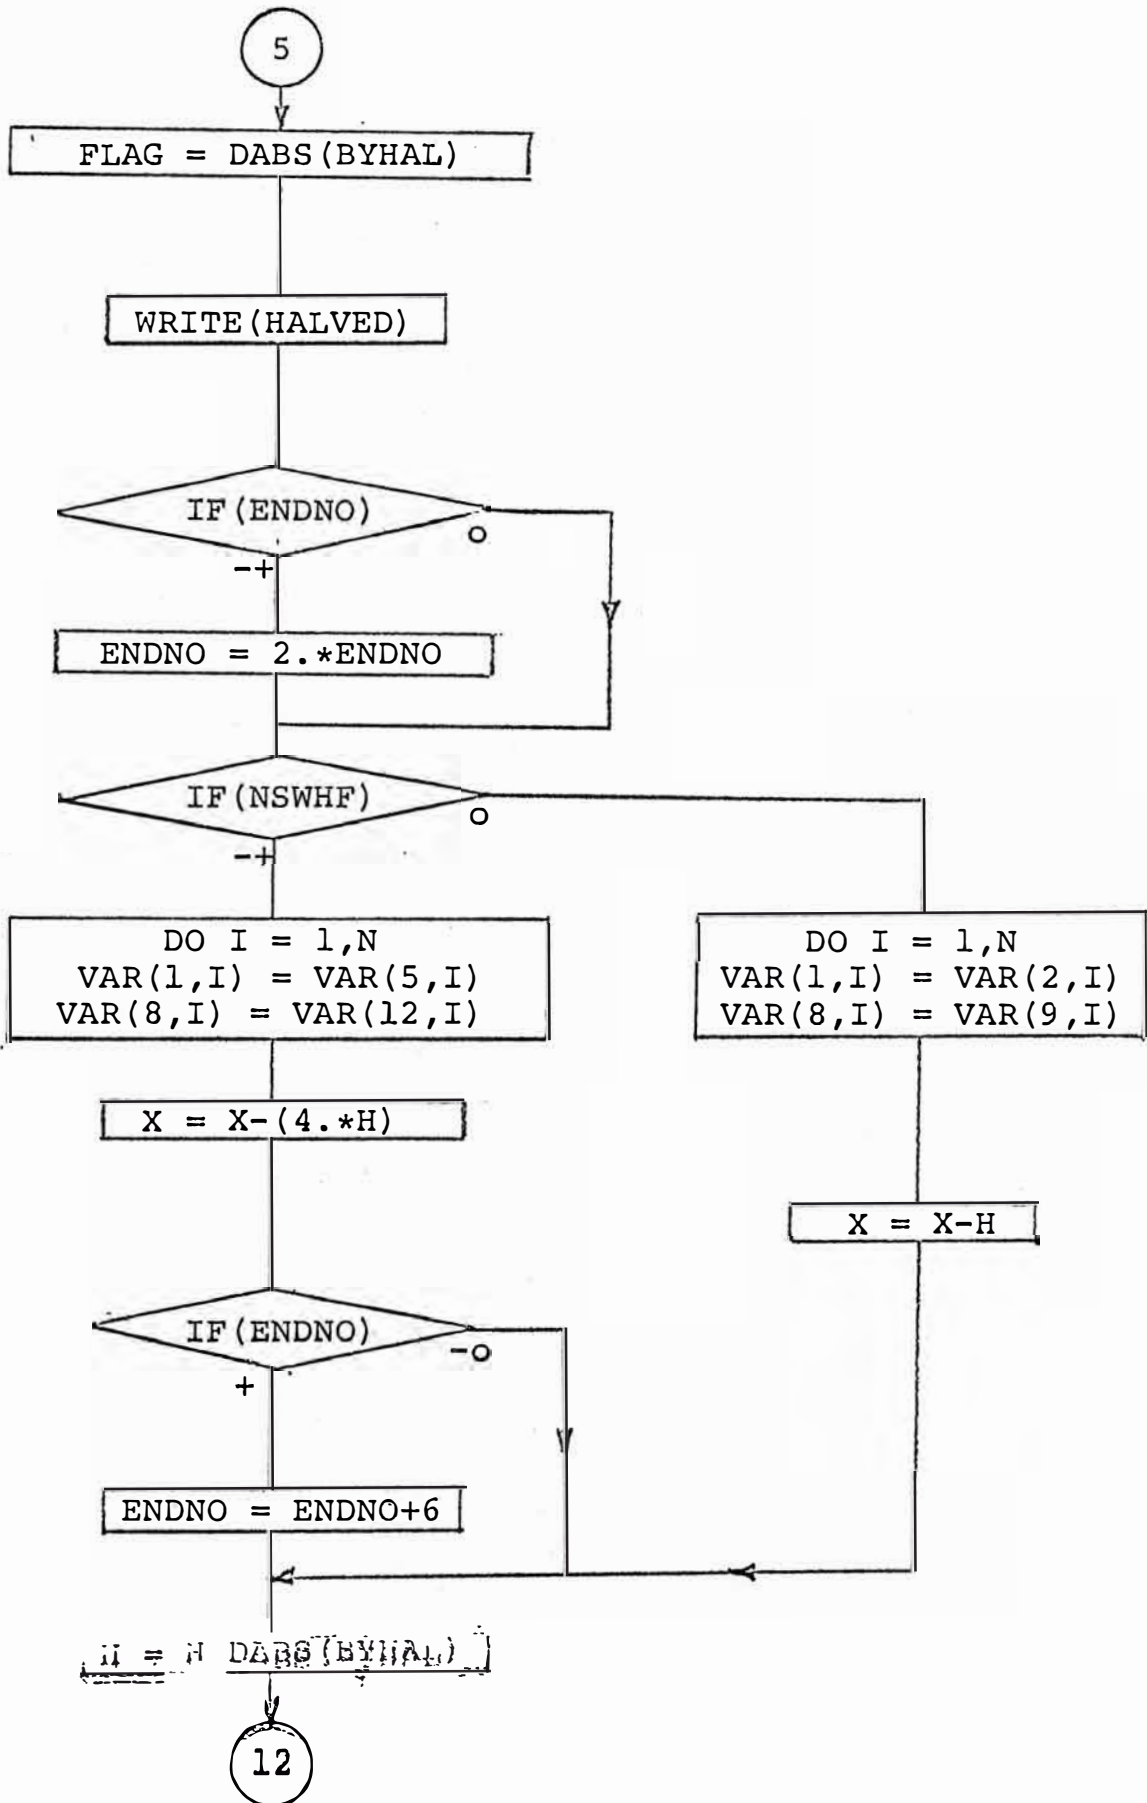 5
FLAG = DABS(BYHAL)
WRITE(HALVED)
IF(ENDNO)
O
-+
ENDNO = 2.*ENDNO
IF(NSWHF)
O
-+
DO I = 1,N
VAR(1,I) = VAR(5,I)
VAR(8,I) = VAR(12,I)
DO I = 1,N
VAR(1,I) = VAR(2,I)
VAR(8,I) = VAR(9,I)
X = X-(4.*H)
X = X-H
IF(ENDNO)
-O
+
ENDNO = ENDNO+6
H = H DABS(BYHAL)
12